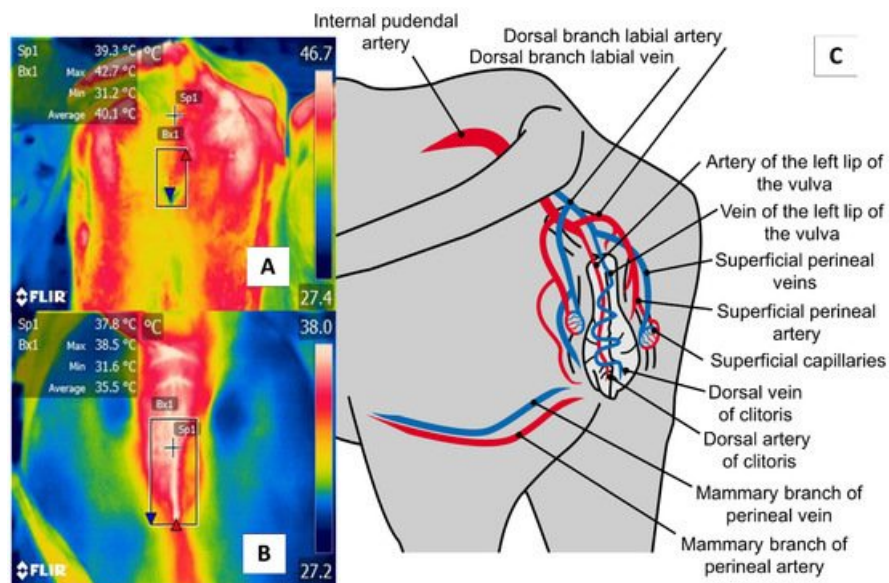 Sp1 39.3 °C
Bx1 Max 42.7 °C
Min 31.2 °C
Average 40.1 °C
°C
46.7
Sp1
Bx1
A
FLIR
27.4
Sp1 37.8 °C
Bx1 Max 38.5 °C
Min 31.6 °C
Average 35.5 °C
°C
38.0
Bx1
Sp1
B
FLIR
27.2
C
Internal pudendal
artery
Dorsal branch labial artery
Dorsal branch labial vein
Artery of the left lip of
the vulva
Vein of the left lip of
the vulva
Superficial perineal
veins
Superficial perineal
artery
Superficial capillaries
Dorsal vein
of clitoris
Dorsal artery
of clitoris
Mammary branch of
perineal vein
Mammary branch of
perineal artery